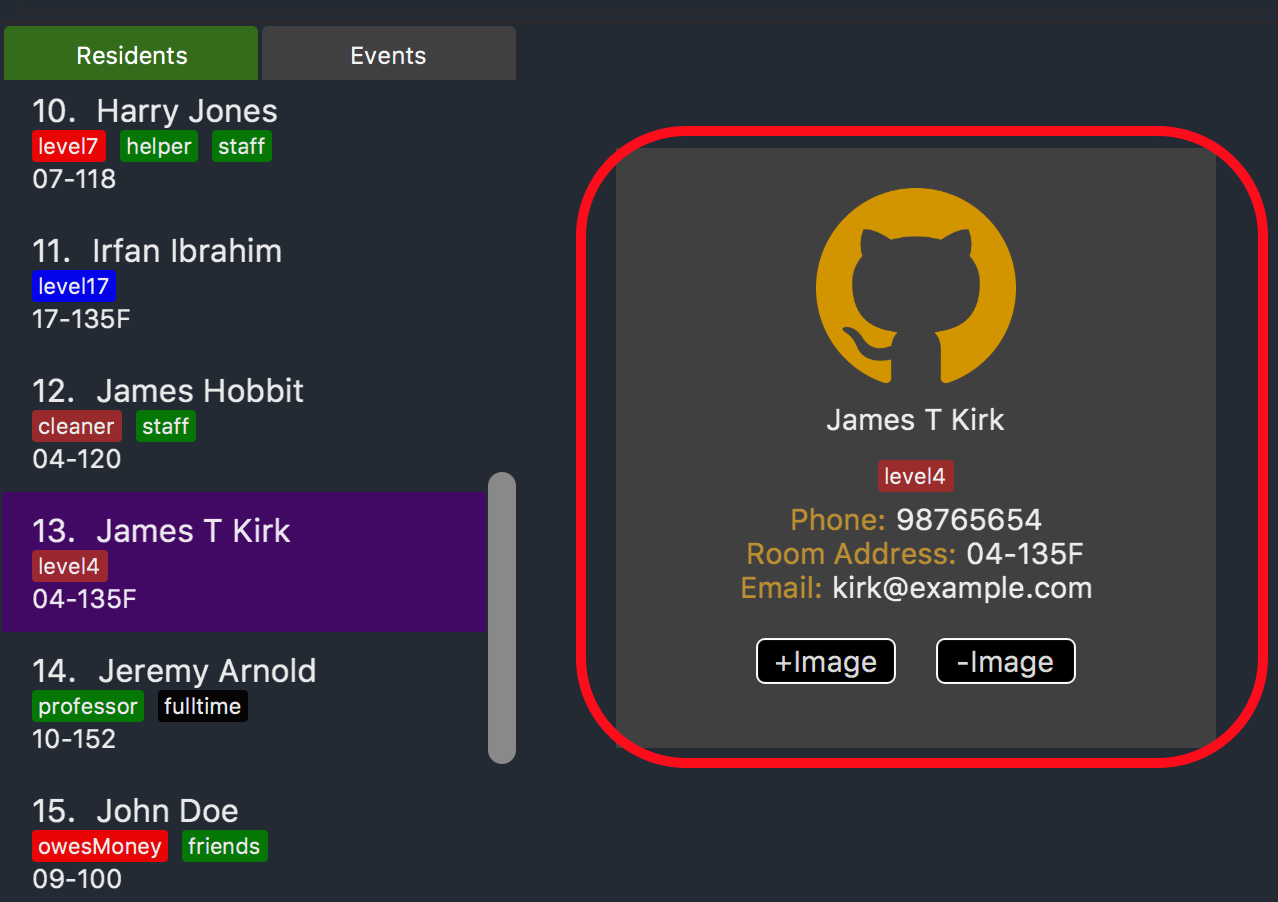 Residents Events
10. Harry Jones
level7 helper staff
07-118
11. Irfan Ibrahim
level17
17-135F
12. James Hobbit
cleaner staff
04-120
13. James T Kirk
level4
04-135F
14. Jeremy Arnold
professor fulltime
10-152
15. John Doe
owesMoney friends
09-100
James T Kirk
level4
Phone: 98765654
Room Address: 04-135F
Email: kirk@example.com
+Image -Image